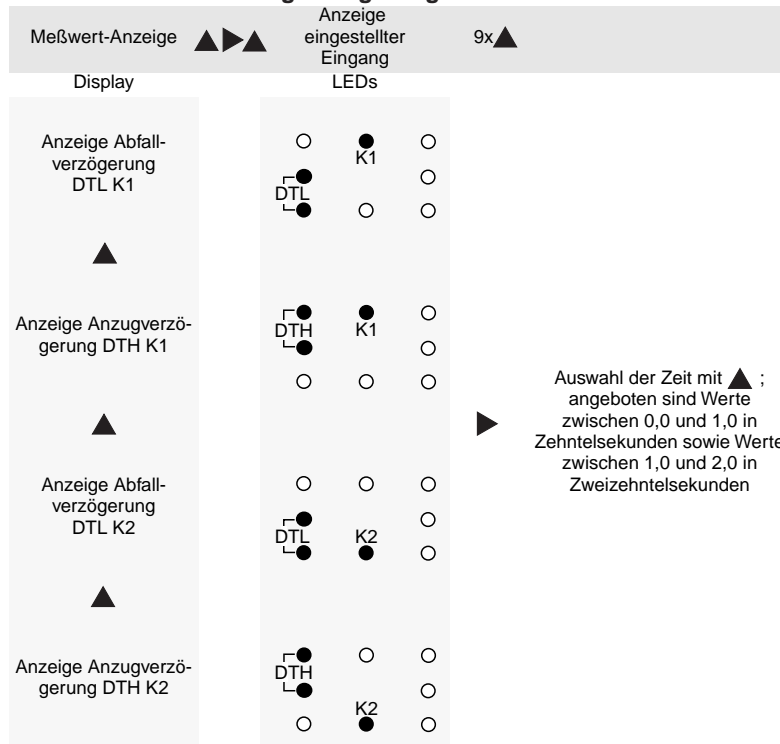 Meßwert-Anzeige
Anzeige
eingestellter
Eingang
9x
Display
LEDs
Anzeige Abfall-
verzögerung
DTL K1
K1
DTL
Anzeige Anzugverzö-
gerung DTH K1
DTH
K1
Auswahl der Zeit mit ;
angeboten sind Werte
zwischen 0,0 und 1,0 in
Zehntelsekunden sowie Werte
zwischen 1,0 und 2,0 in
Zweizehntelsekunden
Anzeige Abfall-
verzögerung
DTL K2
DTL
K2
Anzeige Anzugverzö-
gerung DTH K2
DTH
K2